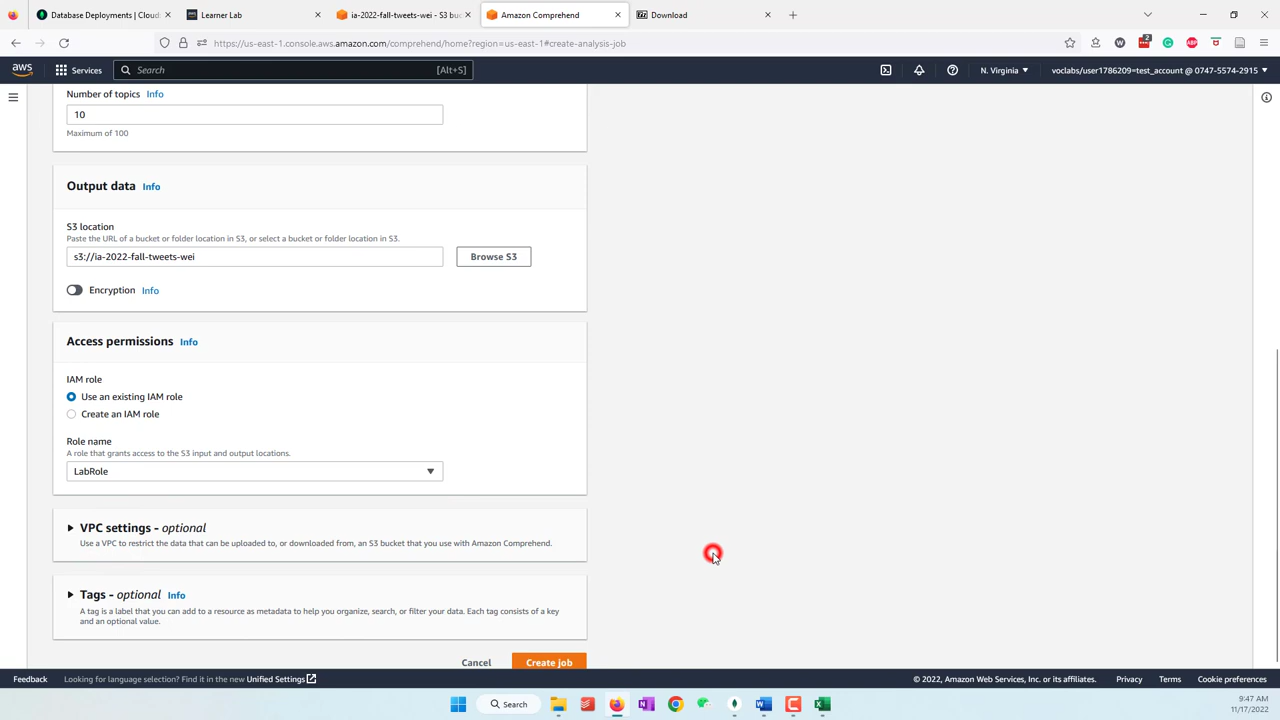 Database Deployments | Cloud:
Learner Lab
ia-2022-fall-tweets-wei - S3 buc
Amazon Comprehend
Download
https://us-east-1.console.aws.amazon.com/comprehend/home?region=us-east-1#create-analysis-job
aws
Services
Search
[Alt+S]
N. Virginia
voclabs/user1786209=test_account @ 0747-5574-2915
Number of topics Info
10
Maximum of 100
Output data Info
S3 location
Paste the URL of a bucket or folder location in S3, or select a bucket or folder location in S3.
s3://ia-2022-fall-tweets-wei
Browse S3
Encryption Info
Access permissions Info
IAM role
Use an existing IAM role
Create an IAM role
Role name
A role that grants access to the S3 input and output locations.
LabRole
VPC settings - optional
Use a VPC to restrict the data that can be uploaded to, or downloaded from, an S3 bucket that you use with Amazon Comprehend.
Tags - optional Info
A tag is a label that you can add to a resource as metadata to help you organize, search, or filter your data. Each tag consists of a key
and an optional value.
Cancel
Create job
Feedback
Looking for language selection? Find it in the new Unified Settings
© 2022, Amazon Web Services, Inc. or its affiliates.
Privacy
Terms
Cookie preferences
Search
9:47 AM
11/17/2022